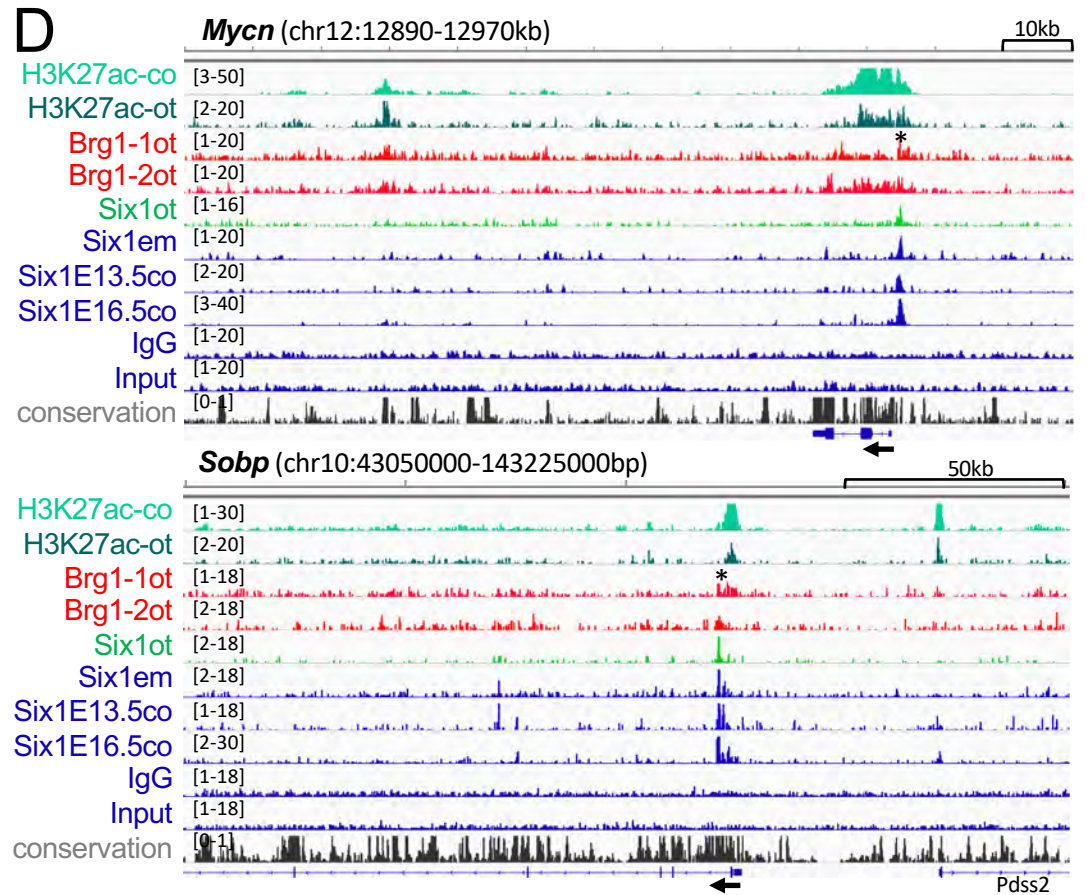 D
Mycn (chr12:12890-12970kb)
10kb
H3K27ac-co [3-50]
H3K27ac-ot [2-20]
Brg1-1ot [1-20] *
Brg1-2ot [1-20]
Six1ot [1-16]
Six1em [1-20]
Six1E13.5co [2-20]
Six1E16.5co [3-40]
IgG [1-20]
Input [1-20]
conservation [0-1]
Sobp (chr10:43050000-143225000bp)
50kb
H3K27ac-co [1-30]
H3K27ac-ot [2-20]
Brg1-1ot [1-18] *
Brg1-2ot [2-18]
Six1ot [2-18]
Six1em [2-18]
Six1E13.5co [1-18]
Six1E16.5co [2-30]
IgG [1-18]
Input [1-18]
conservation [0-1]
Pdss2